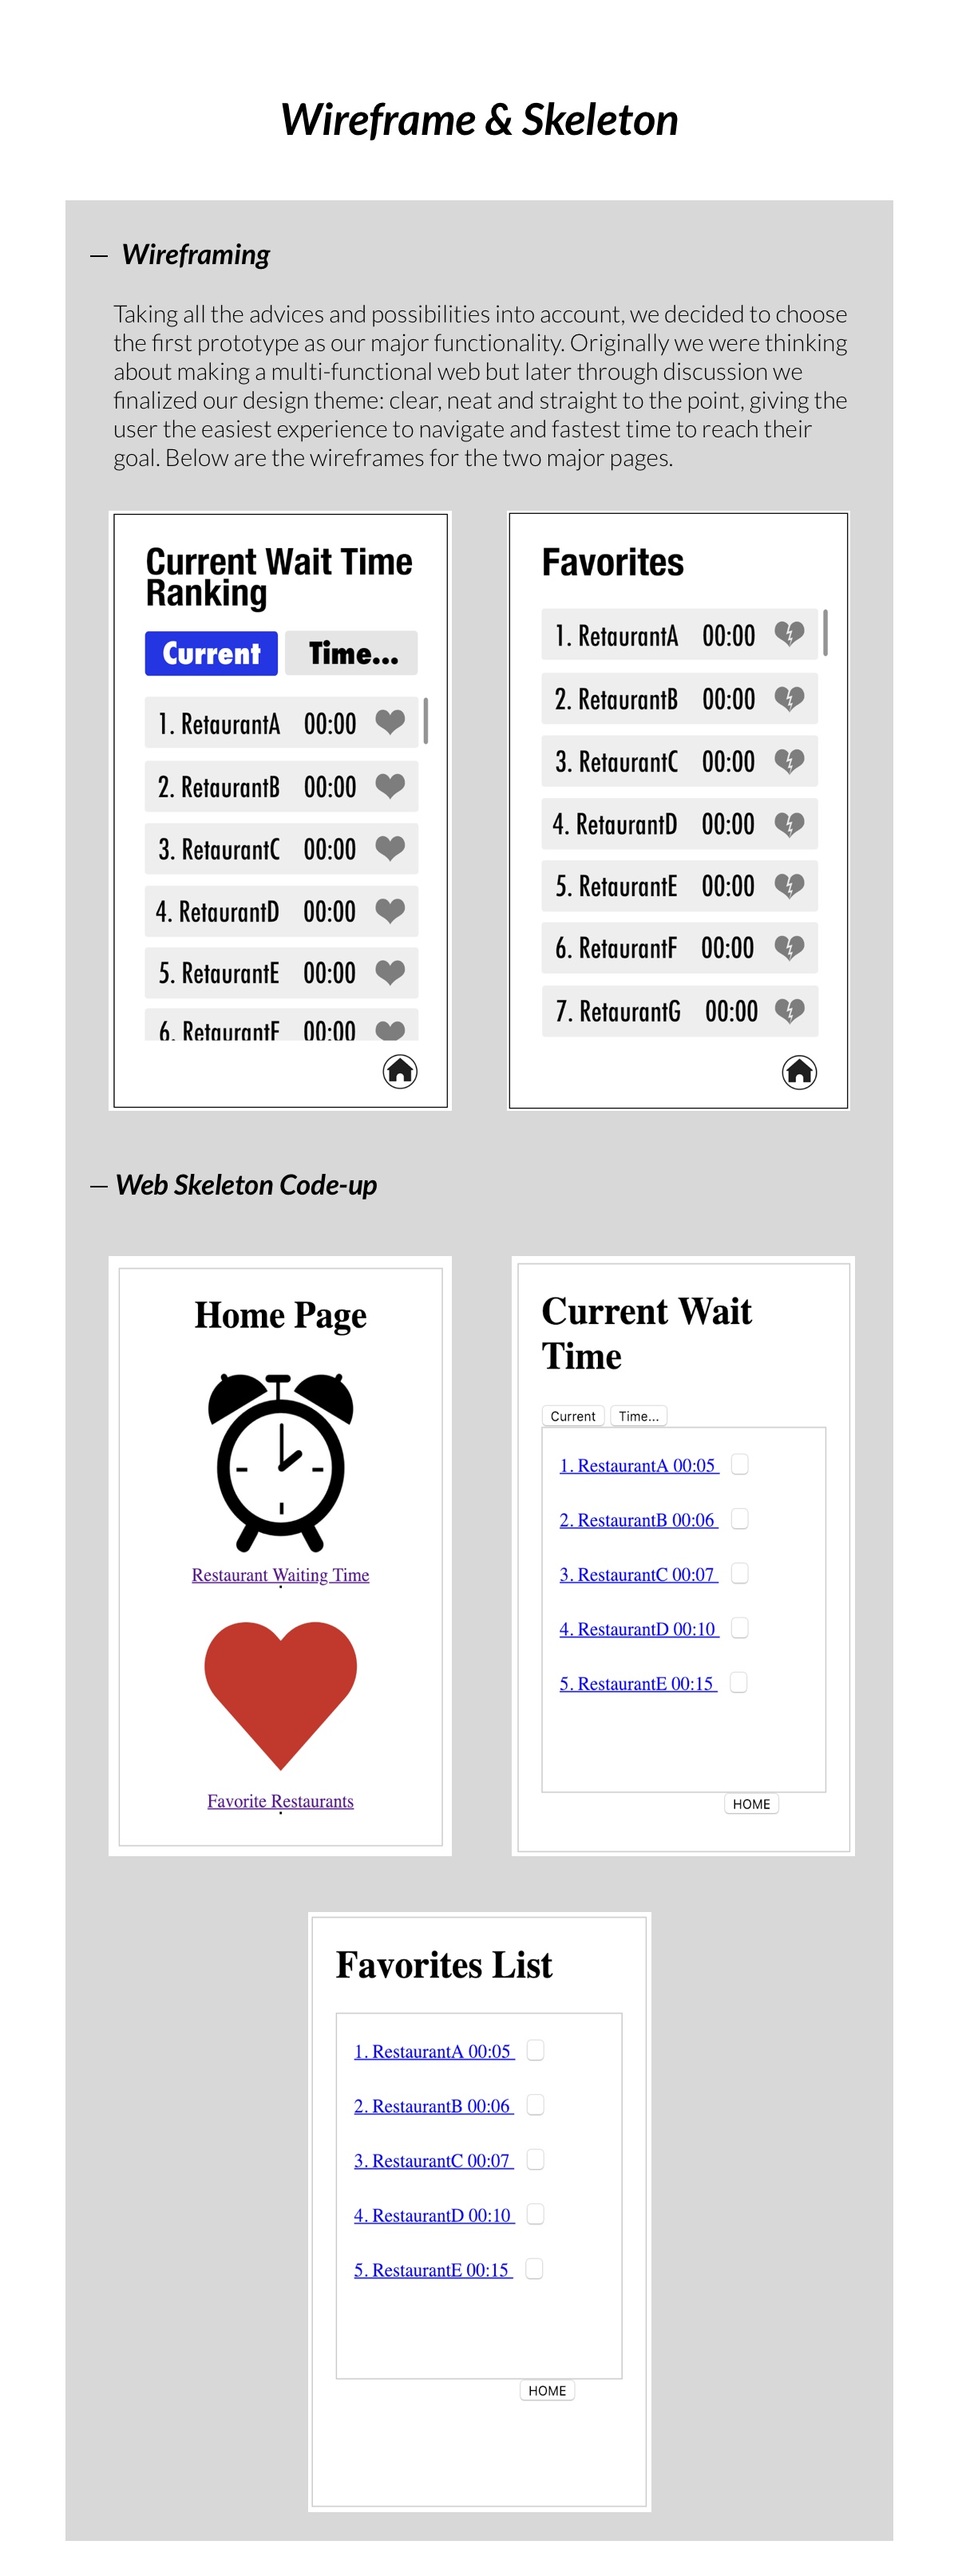 Wireframe & Skeleton
— Wireframing
Taking all the advices and possibilities into account, we decided to choose
the first prototype as our major functionality. Originally we were thinking
about making a multi-functional web but later through discussion we
finalized our design theme: clear, neat and straight to the point, giving the
user the easiest experience to navigate and fastest time to reach their
goal. Below are the wireframes for the two major pages.
Current Wait Time
Ranking
Current Time...
1. RetaurantA 00:00
2. RetaurantB 00:00
3. RetaurantC 00:00
4. RetaurantD 00:00
5. RetaurantE 00:00
6. RetaurantF 00:00
Favorites
1. RetaurantA 00:00
2. RetaurantB 00:00
3. RetaurantC 00:00
4. RetaurantD 00:00
5. RetaurantE 00:00
6. RetaurantF 00:00
7. RetaurantG 00:00
— Web Skeleton Code-up
Home Page
Restaurant Waiting Time
Favorite Restaurants
Current Wait
Time
Current Time...
1. RestaurantA 00:05
2. RestaurantB 00:06
3. RestaurantC 00:07
4. RestaurantD 00:10
5. RestaurantE 00:15
HOME
Favorites List
1. RestaurantA 00:05
2. RestaurantB 00:06
3. RestaurantC 00:07
4. RestaurantD 00:10
5. RestaurantE 00:15
HOME